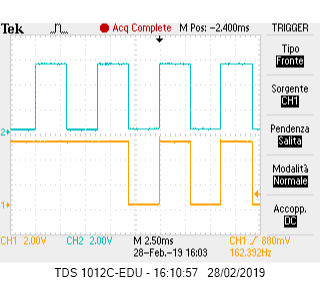 Tek Acq Complete M Pos: -2.400ms TRIGGER
Tipo
Fronte
Sorgente
CH1
Pendenza
Salita
Modalità
Normale
Accopp.
DC
2
1
CH1 2.00V CH2 2.00V M 2.50ms CH1 / 880mV
28-Feb.-19 16:03 162.392Hz
TDS 1012C-EDU - 16:10:57 28/02/2019